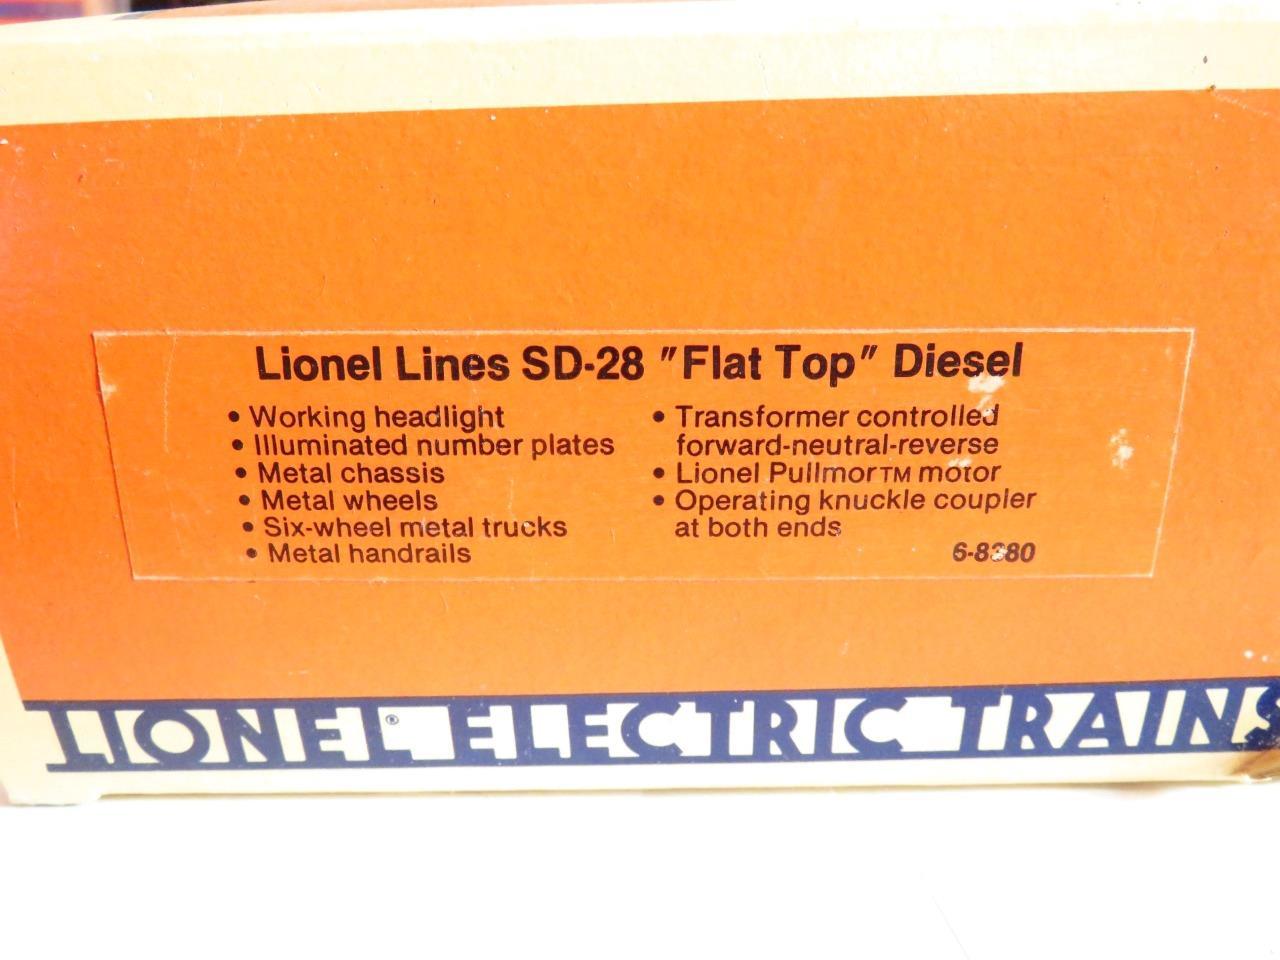 Lionel Lines SD-28 "Flat Top" Diesel
• Working headlight
• Illuminated number plates
• Metal chassis
• Metal wheels
• Six-wheel metal trucks
• Metal handrails
• Transformer controlled
forward-neutral-reverse
• Lionel Pullmor™ motor
• Operating knuckle coupler
at both ends
6-8380
LIONEL® ELECTRIC TRAINS